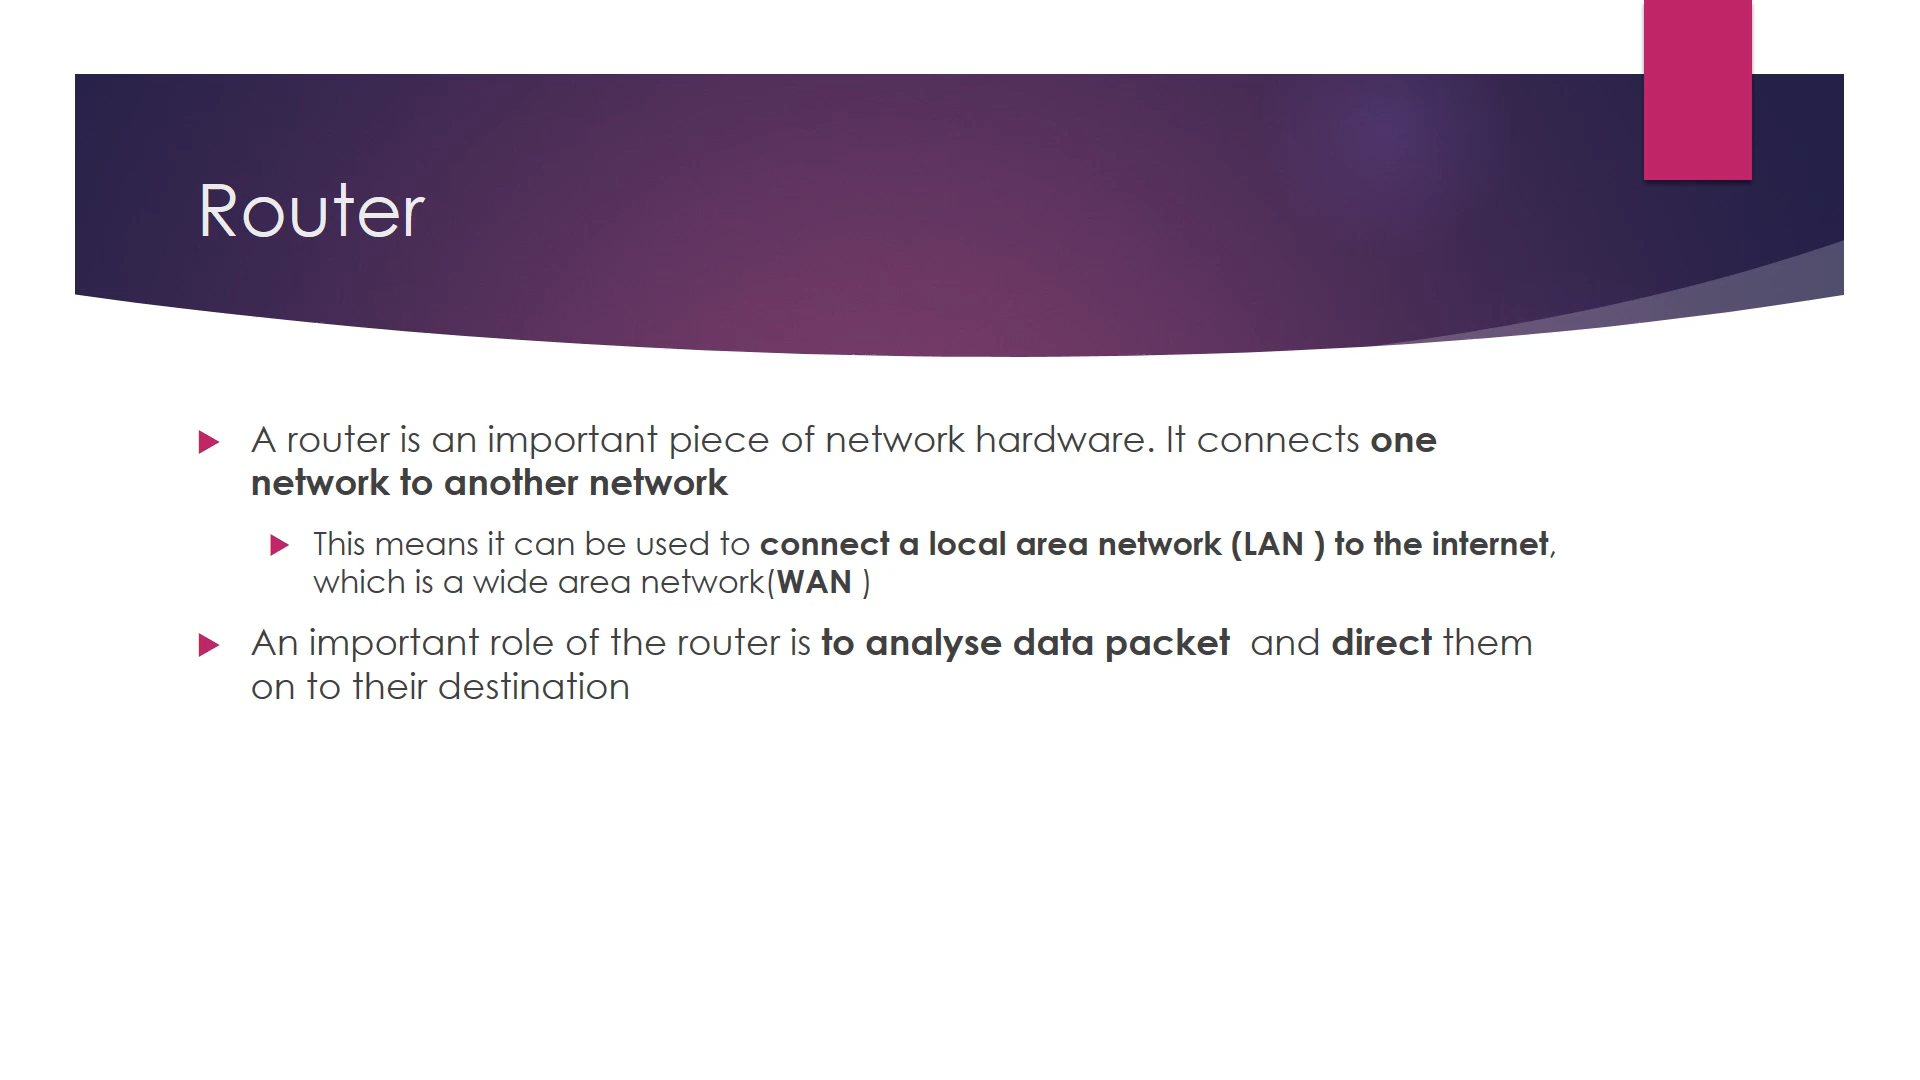 Router
A router is an important piece of network hardware. It connects one
network to another network
This means it can be used to connect a local area network (LAN ) to the internet,
which is a wide area network(WAN )
An important role of the router is to analyse data packet  and direct them
on to their destination